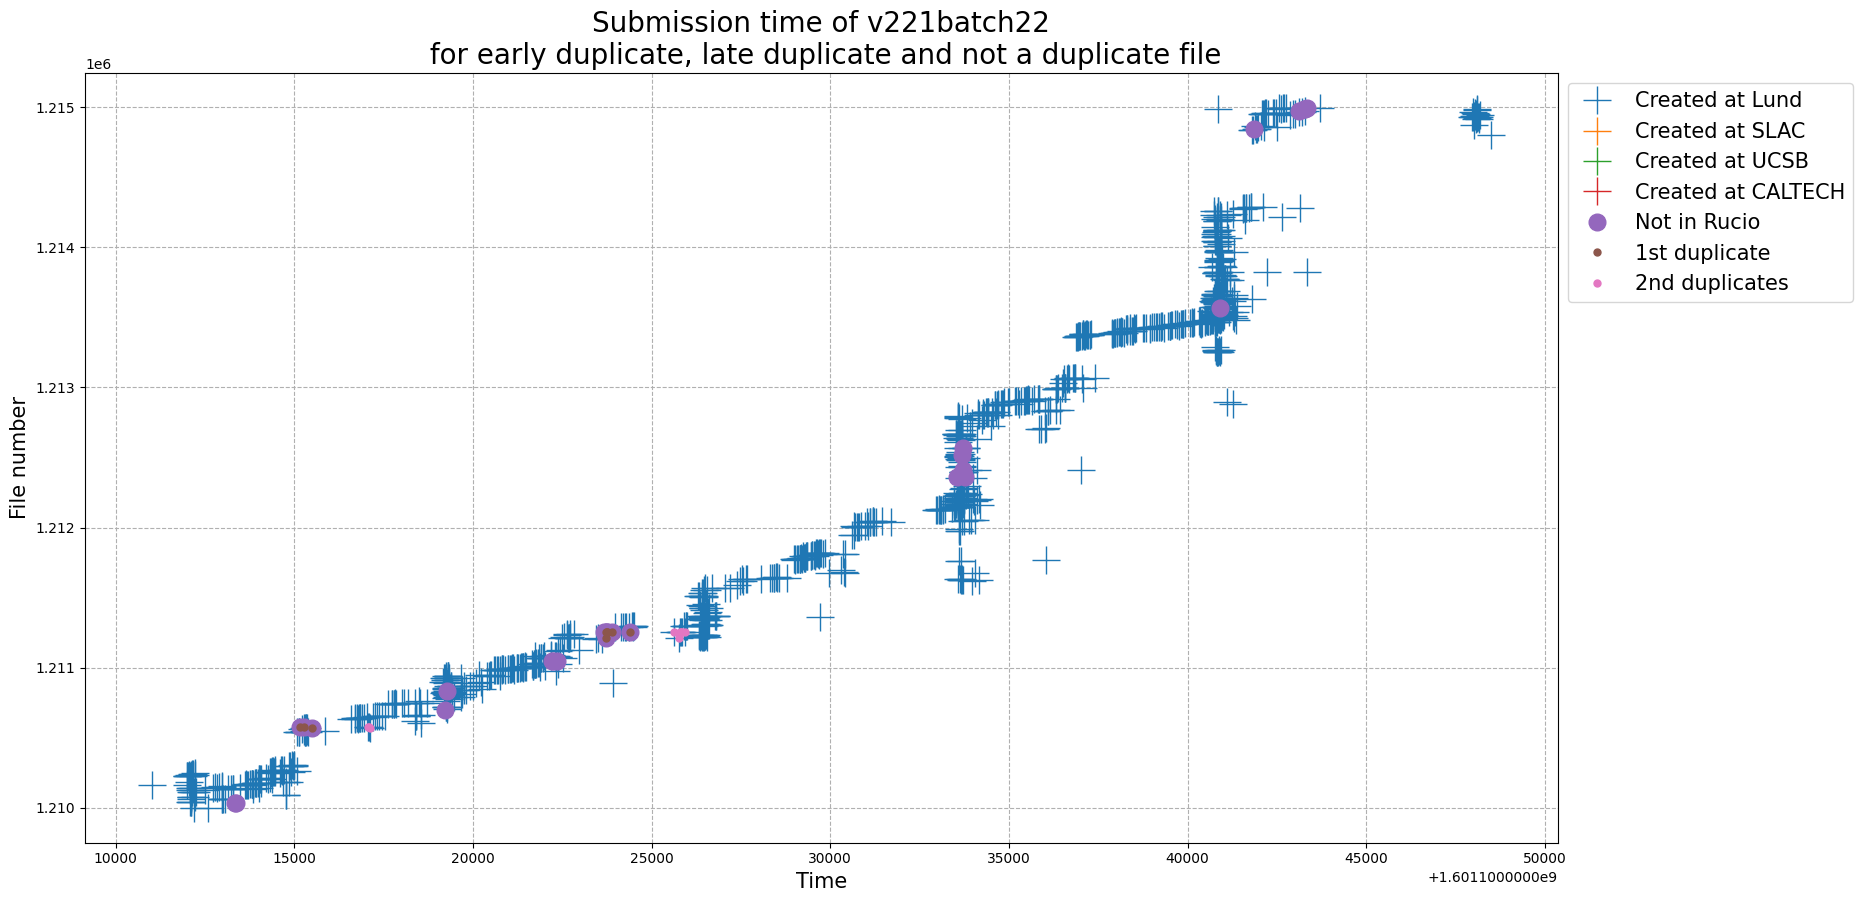 Submission time of v221batch22
for early duplicate, late duplicate and not a duplicate file
1e6
1.215
1.214
1.213
1.212
1.211
1.210
File number
10000 15000 20000 25000 30000 35000 40000 45000 50000
+1.6011000000e9
Time
Created at Lund
Created at SLAC
Created at UCSB
Created at CALTECH
Not in Rucio
1st duplicate
2nd duplicates